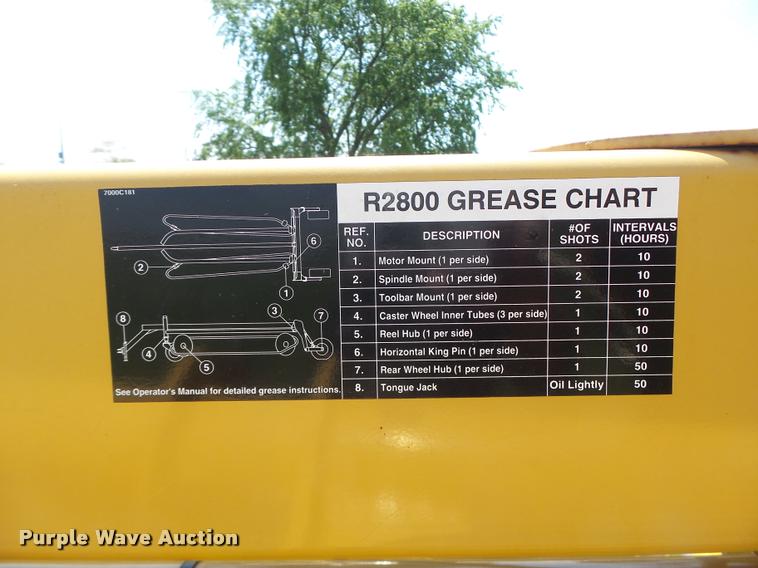 7000C181
6
2
1
3
7
8
4
5
See Operator's Manual for detailed grease instructions.
R2800 GREASE CHART
REF. NO. DESCRIPTION #OF SHOTS INTERVALS (HOURS)
1. Motor Mount (1 per side) 2 10
2. Spindle Mount (1 per side) 2 10
3. Toolbar Mount (1 per side) 2 10
4. Caster Wheel Inner Tubes (3 per side) 1 10
5. Reel Hub (1 per side) 1 10
6. Horizontal King Pin (1 per side) 1 10
7. Rear Wheel Hub (1 per side) 1 50
8. Tongue Jack Oil Lightly 50
Purple Wave Auction